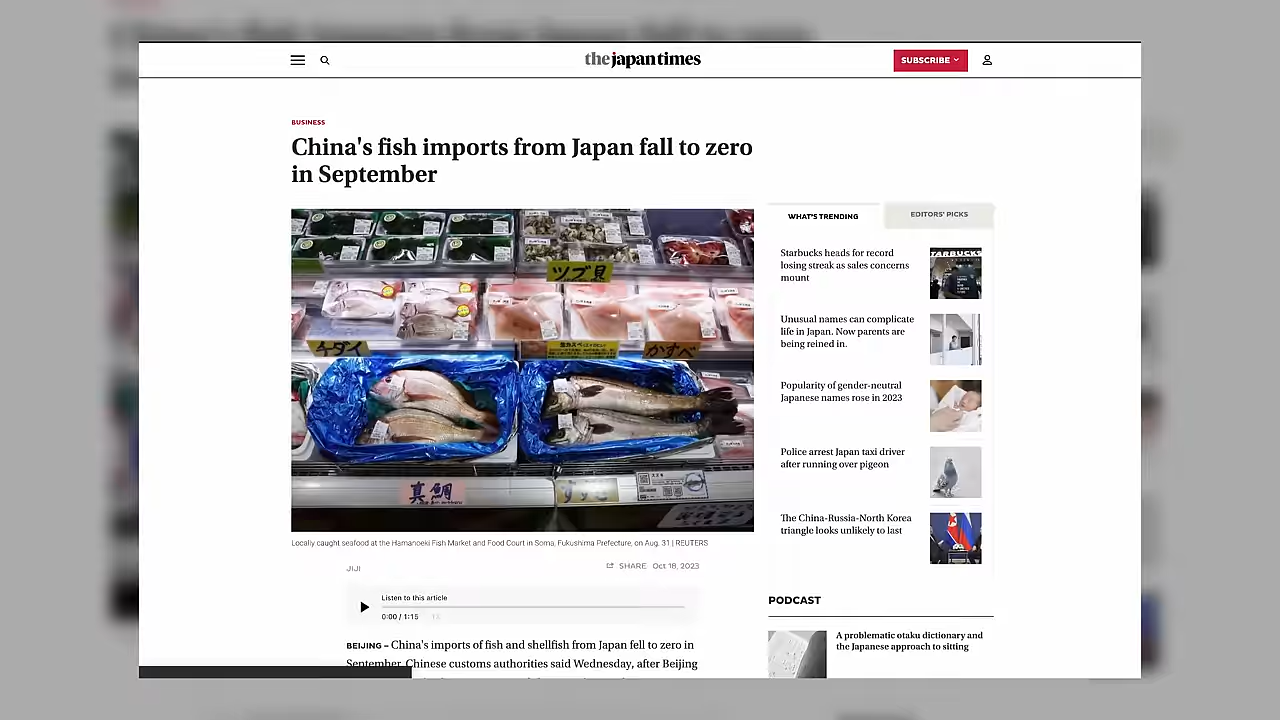 the japan times
SUBSCRIBE
BUSINESS
China's fish imports from Japan fall to zero
in September
ツブ貝
かすべ
真鯛
Locally caught seafood at the Hamanoeki Fish Market and Food Court in Soma, Fukushima Prefecture, on Aug. 31 | REUTERS
JIJI
SHARE Oct 18, 2023
Listen to this article
0:00 / 1:15
BEIJING – China's imports of fish and shellfish from Japan fell to zero in
September, Chinese customs authorities said Wednesday, after Beijing
WHAT'S TRENDING
EDITORS' PICKS
Starbucks heads for record
losing streak as sales concerns
mount
STARBUCKS
Unusual names can complicate
life in Japan. Now parents are
being reined in.
Popularity of gender-neutral
Japanese names rose in 2023
Police arrest Japan taxi driver
after running over pigeon
The China-Russia-North Korea
triangle looks unlikely to last
PODCAST
A problematic otaku dictionary and
the Japanese approach to sitting